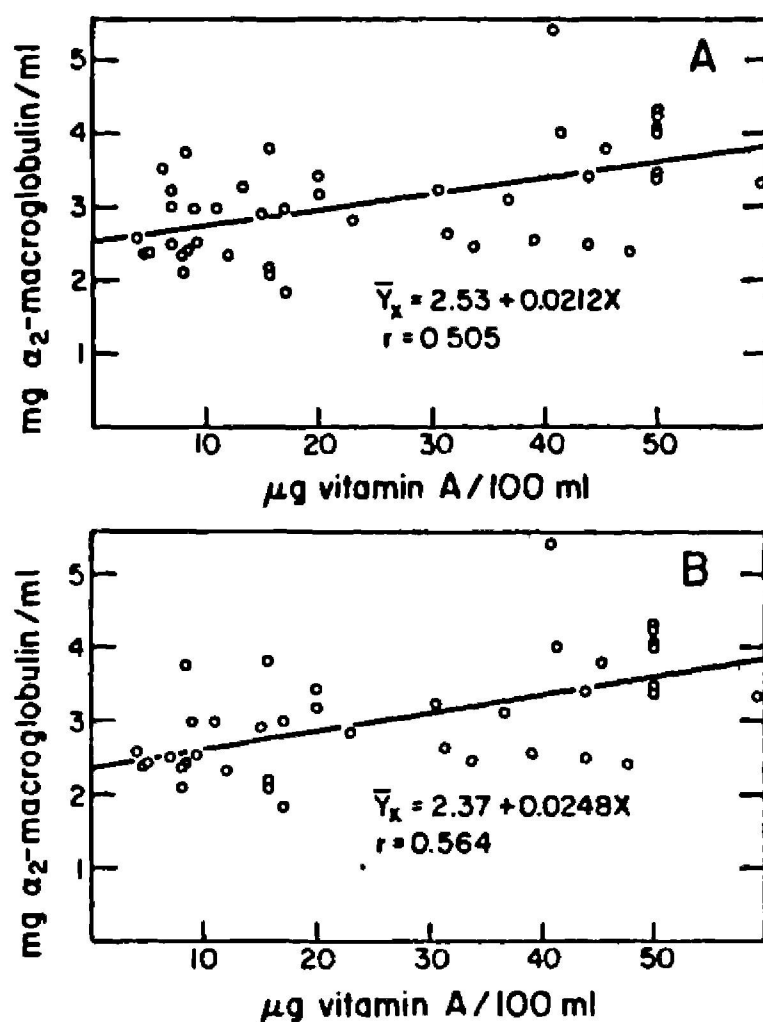 A
mg α₂-macroglobulin/ml
5
4
3
2
1
Ȳₓ = 2.53 + 0.0212X
r = 0.505
10 20 30 40 50
μg vitamin A/100 ml
B
mg α₂-macroglobulin/ml
5
4
3
2
1
Ȳₓ = 2.37 + 0.0248X
r = 0.564
10 20 30 40 50
μg vitamin A/100 ml